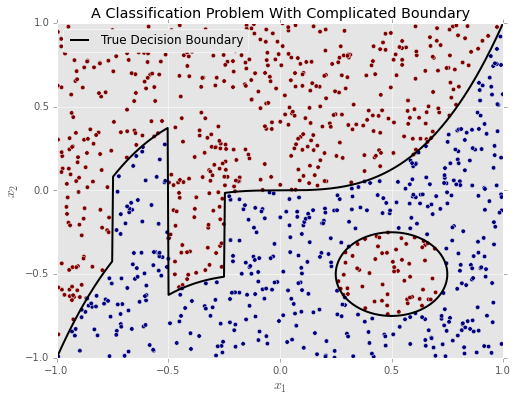 A Classification Problem With Complicated Boundary
True Decision Boundary
1.0
0.5
0.0
−0.5
−1.0
x₂
−1.0 −0.5 0.0 0.5 1.0
x₁